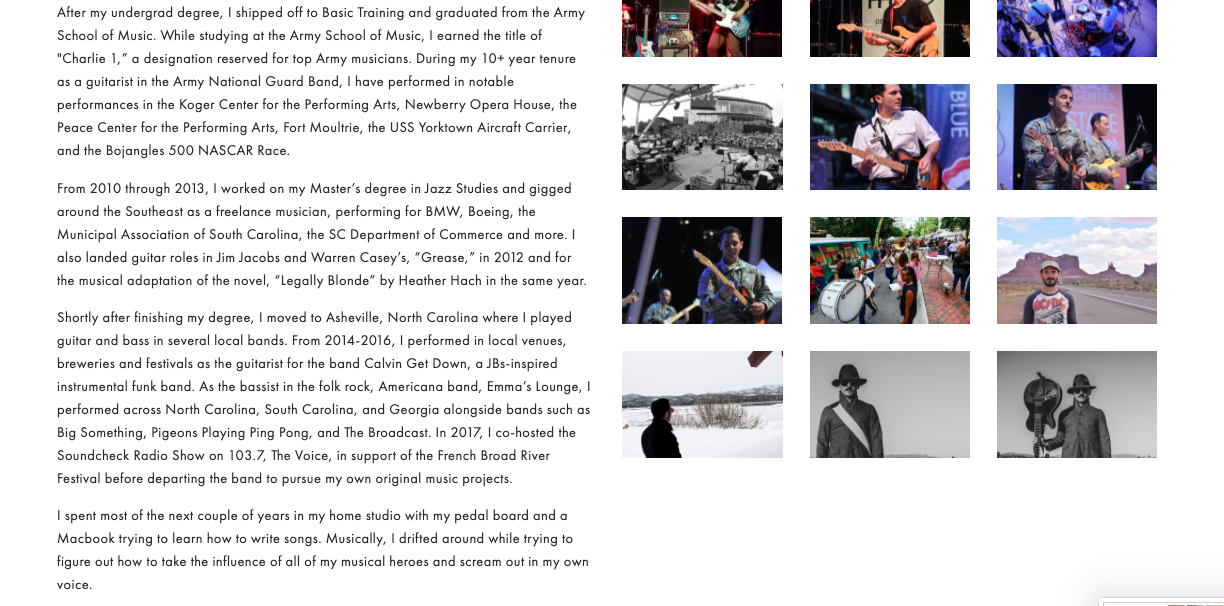 After my undergrad degree, I shipped off to Basic Training and graduated from the Army
School of Music. While studying at the Army School of Music, I earned the title of
"Charlie 1,” a designation reserved for top Army musicians. During my 10+ year tenure
as a guitarist in the Army National Guard Band, I have performed in notable
performances in the Koger Center for the Performing Arts, Newberry Opera House, the
Peace Center for the Performing Arts, Fort Moultrie, the USS Yorktown Aircraft Carrier,
and the Bojangles 500 NASCAR Race.
From 2010 through 2013, I worked on my Master’s degree in Jazz Studies and gigged
around the Southeast as a freelance musician, performing for BMW, Boeing, the
Municipal Association of South Carolina, the SC Department of Commerce and more. I
also landed guitar roles in Jim Jacobs and Warren Casey’s, “Grease,” in 2012 and for
the musical adaptation of the novel, “Legally Blonde” by Heather Hach in the same year.
Shortly after finishing my degree, I moved to Asheville, North Carolina where I played
guitar and bass in several local bands. From 2014-2016, I performed in local venues,
breweries and festivals as the guitarist for the band Calvin Get Down, a JBs-inspired
instrumental funk band. As the bassist in the folk rock, Americana band, Emma’s Lounge, I
performed across North Carolina, South Carolina, and Georgia alongside bands such as
Big Something, Pigeons Playing Ping Pong, and The Broadcast. In 2017, I co-hosted the
Soundcheck Radio Show on 103.7, The Voice, in support of the French Broad River
Festival before departing the band to pursue my own original music projects.
I spent most of the next couple of years in my home studio with my pedal board and a
Macbook trying to learn how to write songs. Musically, I drifted around while trying to
figure out how to take the influence of all of my musical heroes and scream out in my own
voice.
BLUE